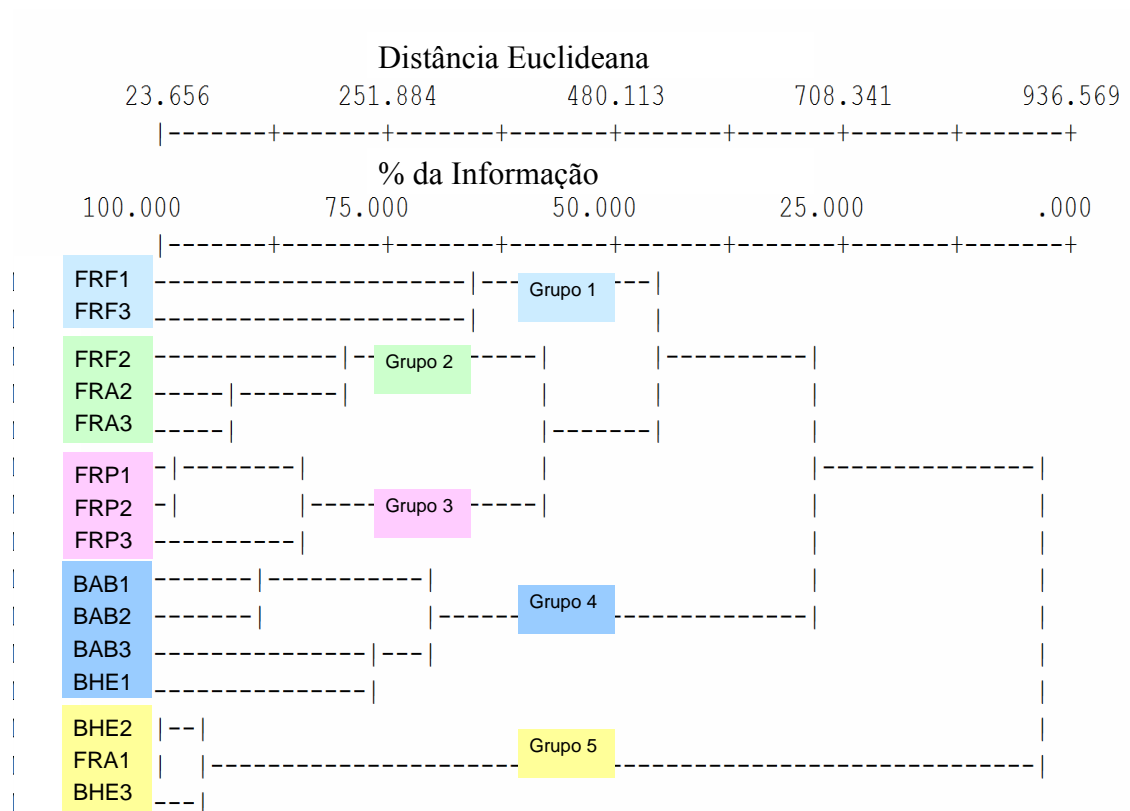 Distância Euclideana
23.656 251.884 480.113 708.341 936.569
% da Informação
100.000 75.000 50.000 25.000 .000
FRF1
Grupo 1
FRF3
FRF2
Grupo 2
FRA2
FRA3
FRP1
FRP2
Grupo 3
FRP3
BAB1
BAB2
Grupo 4
BAB3
BHE1
BHE2
Grupo 5
FRA1
BHE3